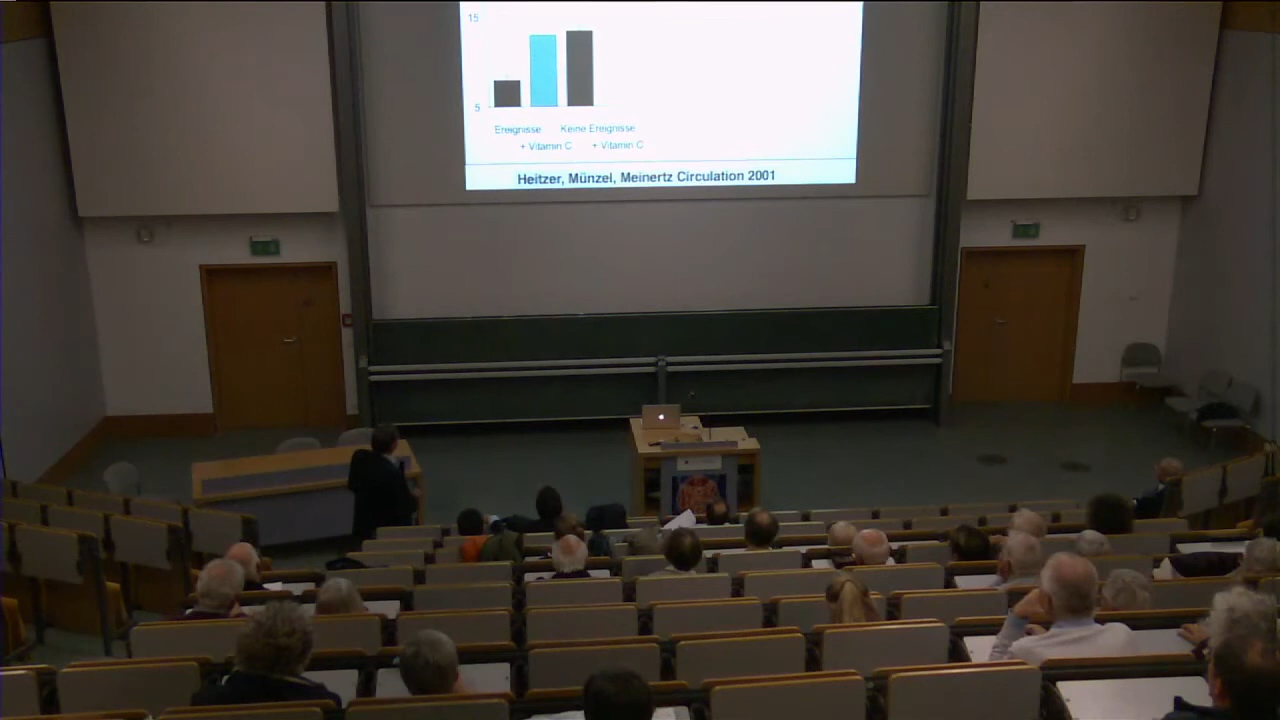 15
5
Ereignisse Keine Ereignisse
+ Vitamin C + Vitamin C
Heitzer, Münzel, Meinertz Circulation 2001